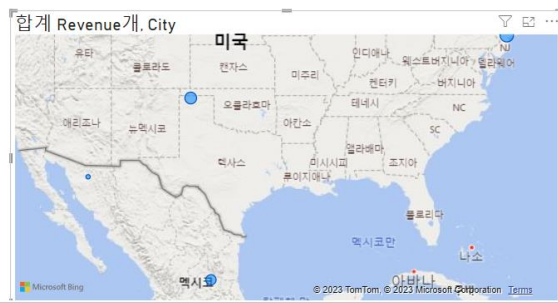 합계 Revenue개, City
미국
유타
콜로라도
캔자스
미주리
인디애나
웨스트버지니아
NJ
델라웨어
켄터키
버지니아
애리조나
뉴멕시코
오클라호마
아칸소
테네시
NC
SC
텍사스
미시시피
앨라배마
조지아
루이지애나
플로리다
멕시코만
나소
멕시코
아바나
Microsoft Bing
© 2023 TomTom, © 2023 Microsoft Corporation Terms